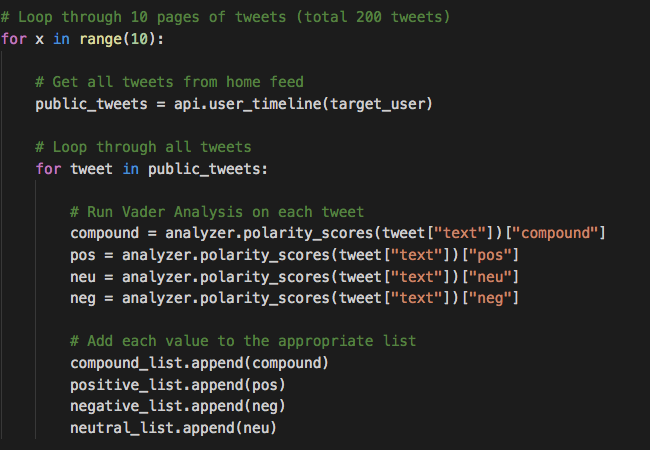 # Loop through 10 pages of tweets (total 200 tweets)
for x in range(10):
# Get all tweets from home feed
public_tweets = api.user_timeline(target_user)
# Loop through all tweets
for tweet in public_tweets:
# Run Vader Analysis on each tweet
compound = analyzer.polarity_scores(tweet["text"])["compound"]
pos = analyzer.polarity_scores(tweet["text"])["pos"]
neu = analyzer.polarity_scores(tweet["text"])["neu"]
neg = analyzer.polarity_scores(tweet["text"])["neg"]
# Add each value to the appropriate list
compound_list.append(compound)
positive_list.append(pos)
negative_list.append(neg)
neutral_list.append(neu)